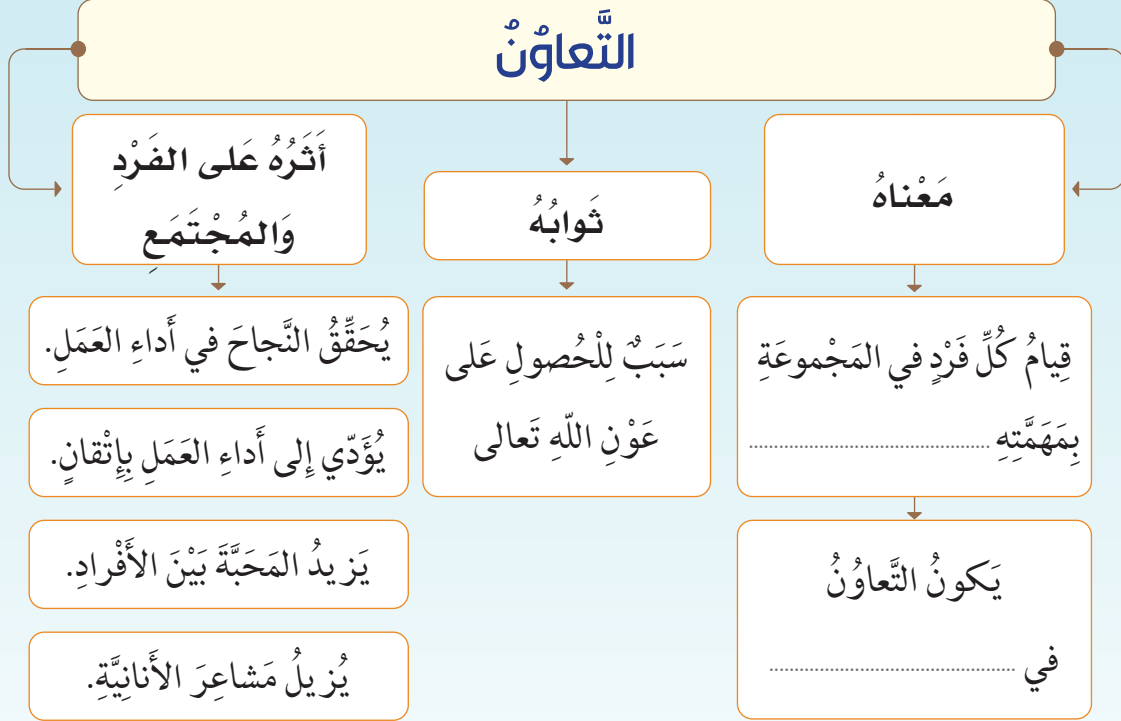 التَّعاوُنُ
مَعْناهُ
قِيامُ كُلِّ فَرْدٍ في المَجْموعَةِ
بِمَهَمَّتِهِ ........................................
يَكونُ التَّعاوُنُ
في ........................................
ثَوابُهُ
سَبَبٌ لِلْحُصولِ عَلى
عَوْنِ اللّهِ تَعالى
أَثَرُهُ عَلى الفَرْدِ
وَالمُجْتَمَعِ
يُحَقِّقُ النَّجاحَ في أَداءِ العَمَلِ.
يُؤَدّي إِلى أَداءِ العَمَلِ بِإِتْقانٍ.
يَزيدُ المَحَبَّةَ بَيْنَ الأَفْرادِ.
يُزيلُ مَشاعِرَ الأَنانِيَّةِ.